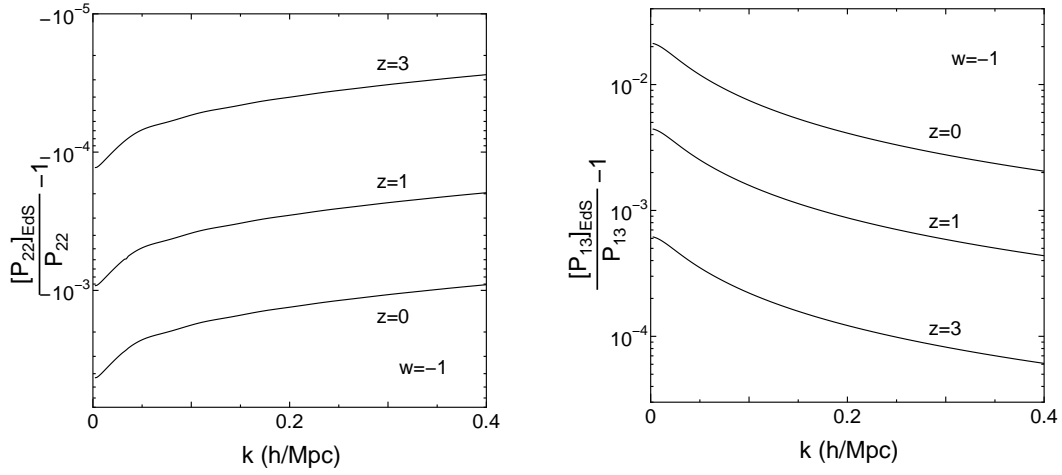 −10⁻⁵
−10⁻⁴
−10⁻³
[P₂₂]EdS
P₂₂
−1
z=3
z=1
z=0
w=−1
0
0.2
0.4
k (h/Mpc)
10⁻²
10⁻³
10⁻⁴
[P₁₃]EdS
P₁₃
−1
w=−1
z=0
z=1
z=3
0
0.2
0.4
k (h/Mpc)